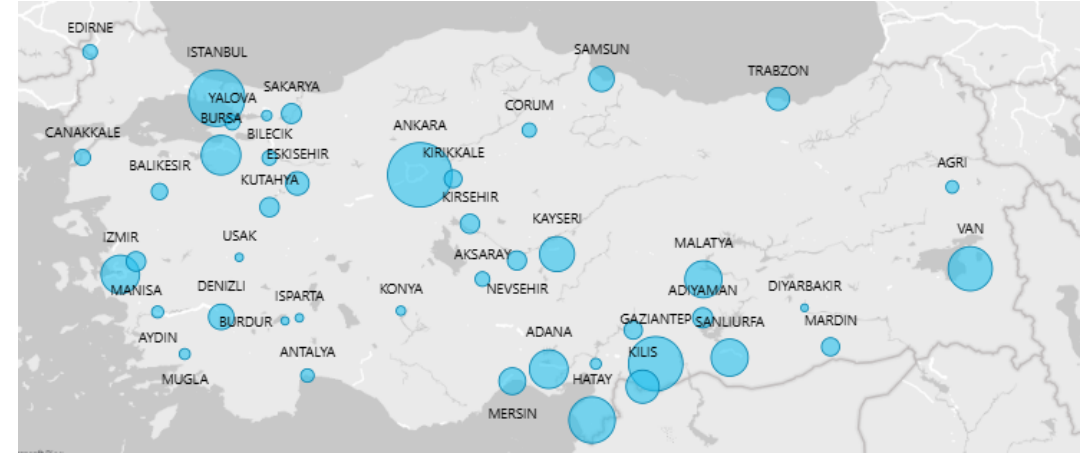 EDIRNE
ISTANBUL
SAMSUN
TRABZON
YALOVA
SAKARYA
CORUM
BURSA
CANAKKALE
BILECIK
ANKARA
ESKISEHIR
KIRIKKALE
BALIKESIR
AGRI
KUTAHYA
KIRSEHIR
KAYSERI
VAN
IZMIR
USAK
MALATYA
AKSARAY
MANISA
DENIZLI
ISPARTA
KONYA
NEVSEHIR
ADIYAMAN
DIYARBAKIR
BURDUR
GAZIANTEP
SANLIURFA
MARDIN
AYDIN
ADANA
ANTALYA
KILIS
MUGLA
HATAY
MERSIN